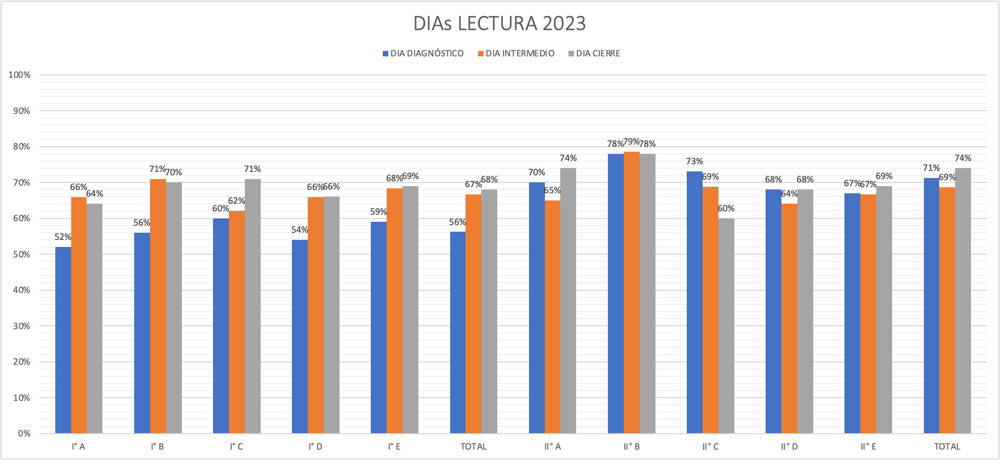 DIAs LECTURA 2023
DIA DIAGNÓSTICO DIA INTERMEDIO DIA CIERRE
100%
90%
80%
70%
60%
50%
40%
30%
20%
10%
0%
52% 66% 64%
56% 71% 70%
60% 62% 71%
54% 66% 66%
59% 68% 69%
56% 67% 68%
70% 65% 74%
78% 79% 78%
73% 69% 60%
68% 64% 68%
67% 67% 69%
71% 69% 74%
I° A I° B I° C I° D I° E TOTAL II° A II° B II° C II° D II° E TOTAL